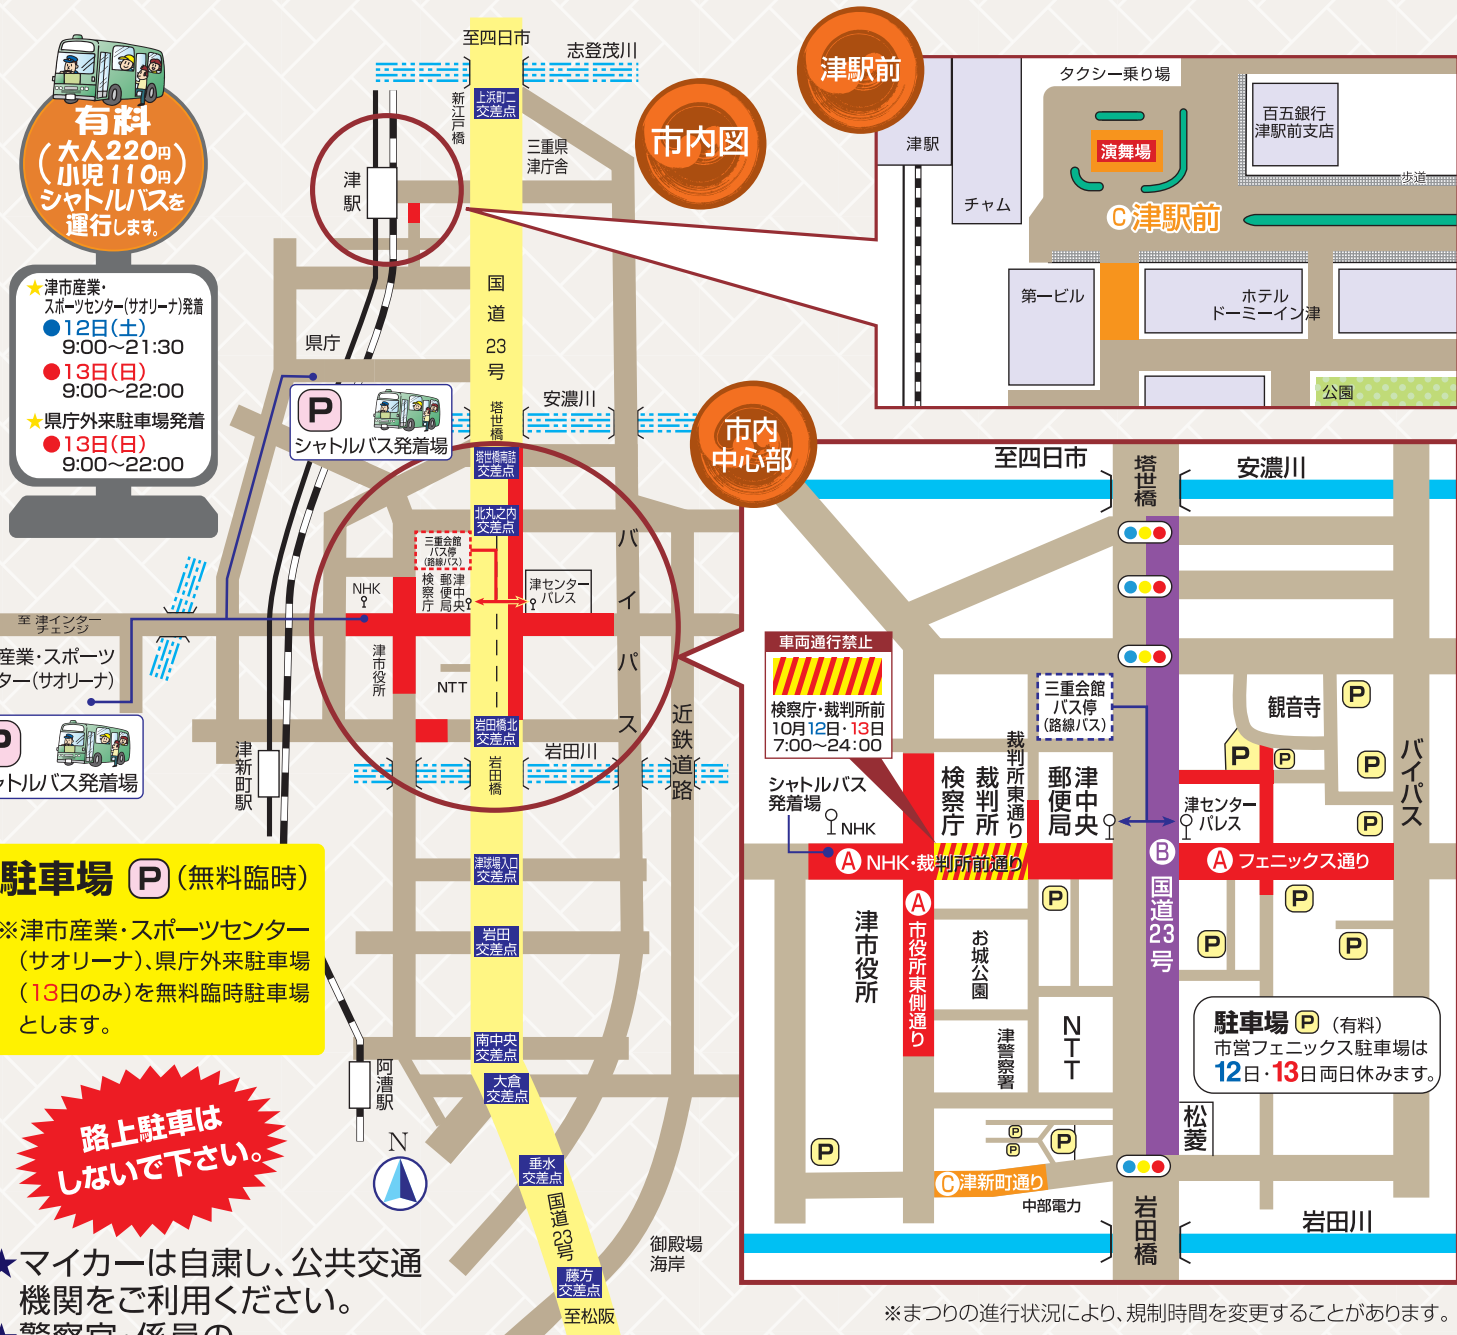 有料
(大人220円
小児110円)
シャトルバスを
運行します。
★津市産業・
スポーツセンター(サオリーナ)発着
●12日(土)
9:00〜21:30
●13日(日)
9:00〜22:00
★県庁外来駐車場発着
●13日(日)
9:00〜22:00
市内図
至四日市
志登茂川
上浜町二
交差点
新江戸橋
三重県
津庁舎
津駅
国道23号
県庁
P
シャトルバス発着場
塔世橋
安濃川
塔世橋南詰
交差点
北丸之内
交差点
三重会館
バス停
(路線バス)
NHK
検察庁
津中央
郵便局
津センター
パレス
バイパス
至 津インター
チェンジ
産業・スポーツ
ター(サオリーナ)
P
ャトルバス発着場
津市役所
NTT
岩田橋北
交差点
岩田橋
岩田川
近鉄道路
津新町駅
津球場入口
交差点
岩田
交差点
南中央
交差点
大倉
交差点
阿漕駅
N
垂水
交差点
国道23号
藤方
交差点
至松阪
御殿場
海岸
駐車場 P (無料臨時)
※津市産業・スポーツセンター
(サオリーナ)、県庁外来駐車場
(13日のみ)を無料臨時駐車場
とします。
路上駐車は
しないで下さい。
★マイカーは自粛し、公共交通
機関をご利用ください。
★警察官・係員の
津駅前
タクシー乗り場
津駅
チャム
演舞場
百五銀行
津駅前支店
歩道
C津駅前
第一ビル
ホテル
ドーミーイン津
公園
市内
中心部
至四日市
塔世橋
安濃川
車両通行禁止
検察庁・裁判所前
10月12日・13日
7:00〜24:00
三重会館
バス停
(路線バス)
観音寺
P
P
P
P
P
バイパス
シャトルバス
発着場
NHK
検察庁
裁判所
裁判所東通り
津中央
郵便局
津センター
パレス
A NHK・裁判所前通り
B 国道23号
A フェニックス通り
A 市役所東側通り
津市役所
お城公園
P
P
P
P
津警察署
NTT
駐車場 P (有料)
市営フェニックス駐車場は
12日・13日両日休みます。
松菱
P
P
P
P
C津新町通り
中部電力
岩田橋
岩田川
※まつりの進行状況により、規制時間を変更することがあります。